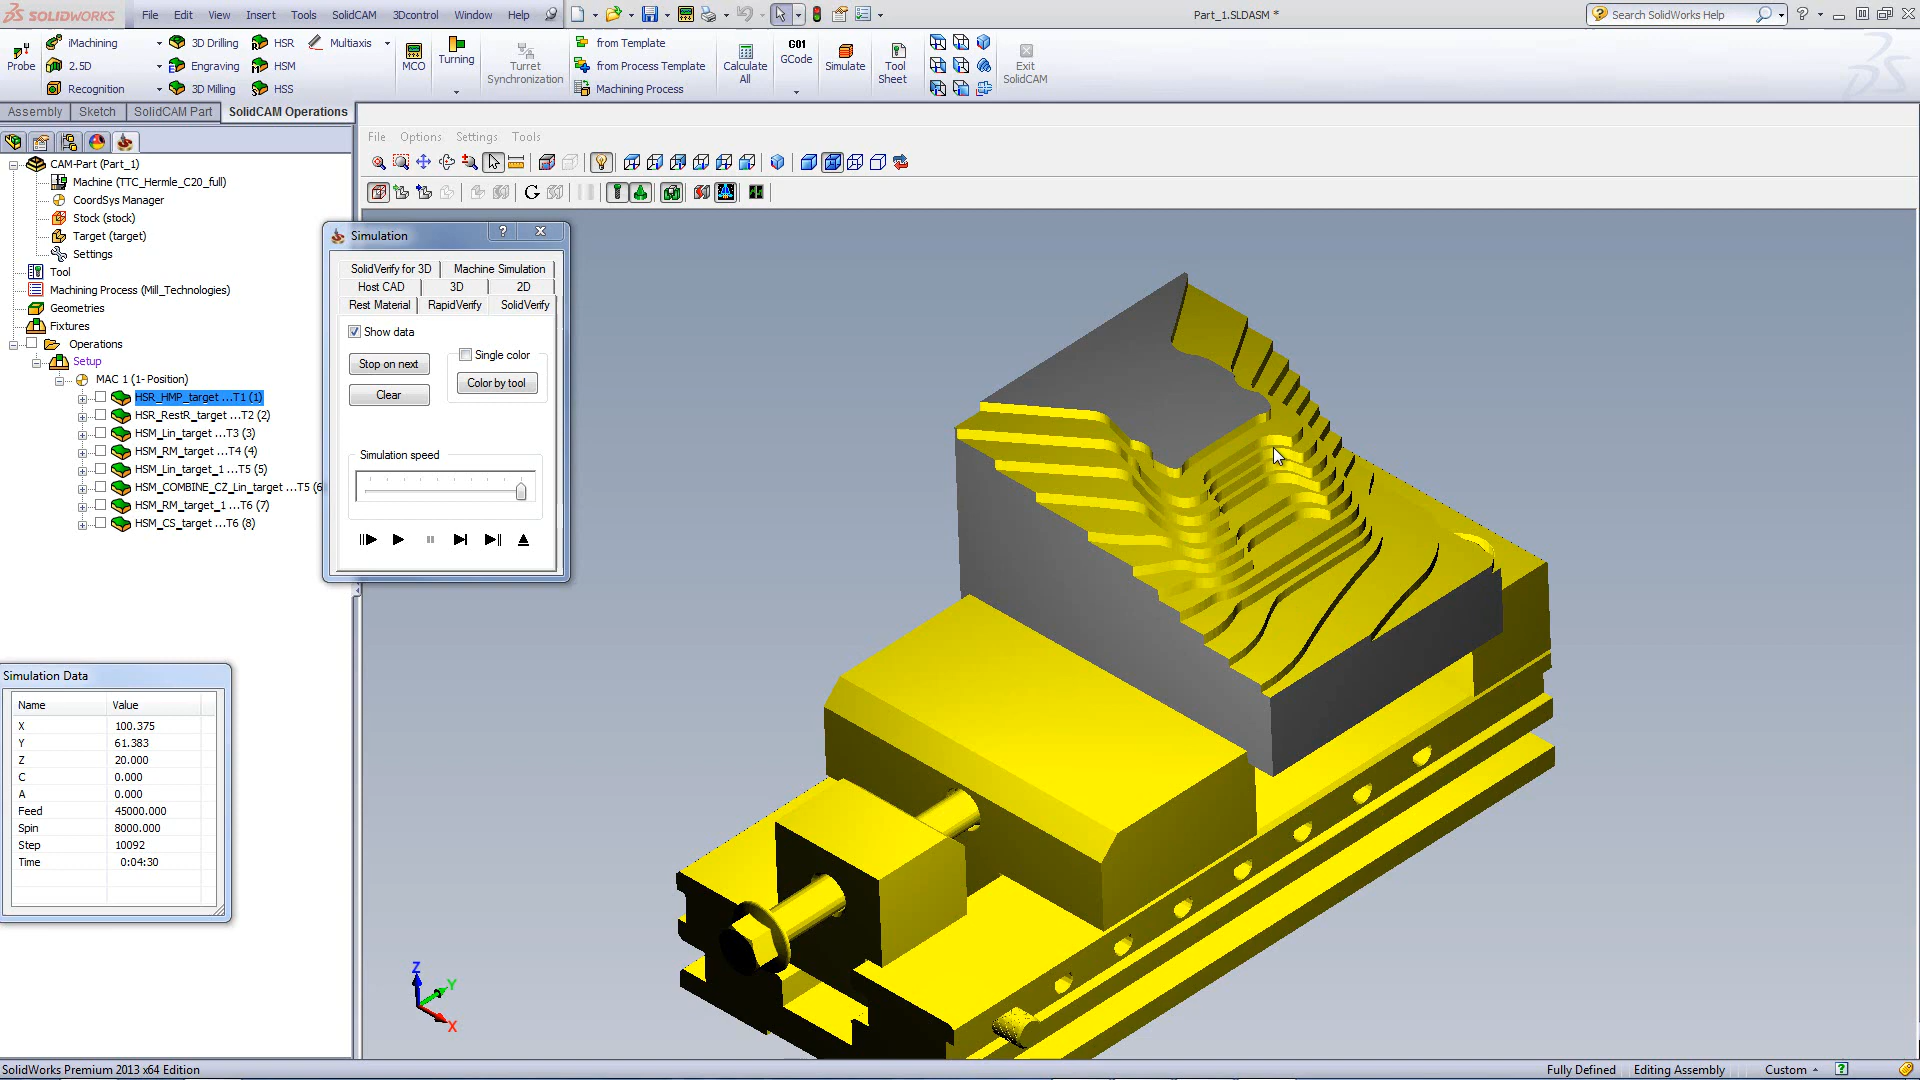 SOLIDWORKS File Edit View Insert Tools SolidCAM 3Dcontrol Window Help Part_1.SLDASM * Search SolidWorks Help
Probe iMachining 3D Drilling HSR Multiaxis MCO Turning Turret Synchronization from Template Calculate All G01 GCode Simulate Tool Sheet Exit SolidCAM
2.5D Engraving HSM from Process Template
Recognition 3D Milling HSS Machining Process
Assembly Sketch SolidCAM Part SolidCAM Operations
File Options Settings Tools
CAM-Part (Part_1)
Machine (TTC_Hermle_C20_full)
CoordSys Manager
Stock (stock)
Target (target)
Settings
Tool
Machining Process (Mill_Technologies)
Geometries
Fixtures
Operations
Setup
MAC 1 (1- Position)
HSR_HMP_target ...T1 (1)
HSR_RestR_target ...T2 (2)
HSM_Lin_target ...T3 (3)
HSM_RM_target ...T4 (4)
HSM_Lin_target_1 ...T5 (5)
HSM_COMBINE_CZ_Lin_target ...T5 (6
HSM_RM_target_1 ...T6 (7)
HSM_CS_target ...T6 (8)
Simulation
SolidVerify for 3D Machine Simulation
Host CAD 3D 2D
Rest Material RapidVerify SolidVerify
Show data
Stop on next Single color
Clear Color by tool
Simulation speed
Simulation Data
Name Value
X 100.375
Y 61.383
Z 20.000
C 0.000
A 0.000
Feed 45000.000
Spin 8000.000
Step 10092
Time 0:04:30
Z
Y
X
SolidWorks Premium 2013 x64 Edition Fully Defined Editing Assembly Custom